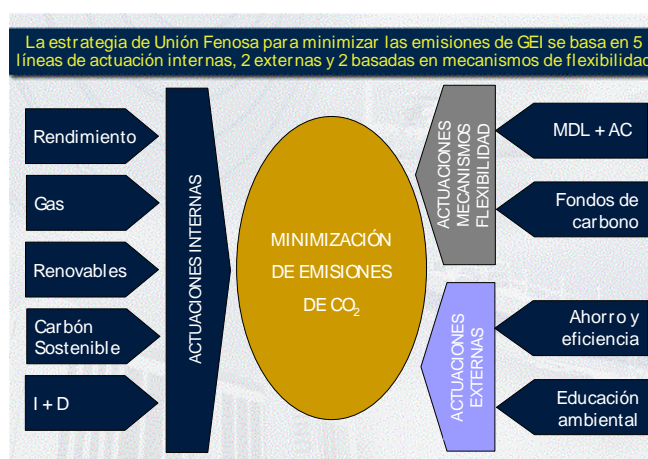 La estrategia de Unión Fenosa para minimizar las emisiones de GEI se basa en 5
líneas de actuación internas, 2 externas y 2 basadas en mecanismos de flexibilidad
Rendimiento
Gas
Renovables
Carbón
Sostenible
I + D
ACTUACIONES INTERNAS
MINIMIZACIÓN
DE EMISIONES
DE CO2
ACTUACIONES
MECANISMOS
FLEXIBILIDAD
MDL + AC
Fondos de
carbono
ACTUACIONES
EXTERNAS
Ahorro y
eficiencia
Educación
ambiental